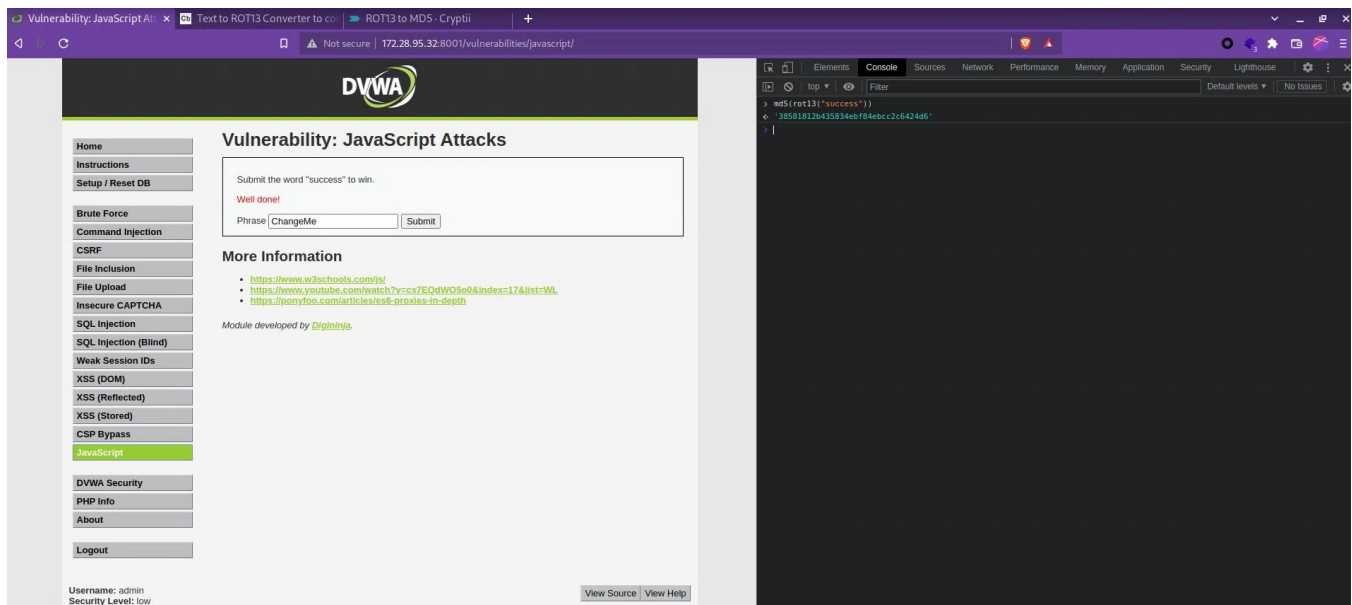 Vulnerability: JavaScript At
Text to ROT13 Converter to co
ROT13 to MD5 - Cryptii
Not secure | 172.28.95.32:8001/vulnerabilities/javascript/
DVWA
Home
Instructions
Setup / Reset DB
Brute Force
Command Injection
CSRF
File Inclusion
File Upload
Insecure CAPTCHA
SQL Injection
SQL Injection (Blind)
Weak Session IDs
XSS (DOM)
XSS (Reflected)
XSS (Stored)
CSP Bypass
JavaScript
DVWA Security
PHP Info
About
Logout
Username: admin
Security Level: low
Vulnerability: JavaScript Attacks
Submit the word "success" to win.
Well done!
Phrase ChangeMe Submit
More Information
https://www.w3schools.com/js/
https://www.youtube.com/watch?v=cs7EQdWO5o0&index=17&list=WL
https://ponyfoo.com/articles/es6-proxies-in-depth
Module developed by Digininja.
View Source View Help
Elements Console Sources Network Performance Memory Application Security Lighthouse
top Filter Default levels No Issues
> md5(rot13("success"))
'38581812b435834ebf84ebcc2c6424d6'
>